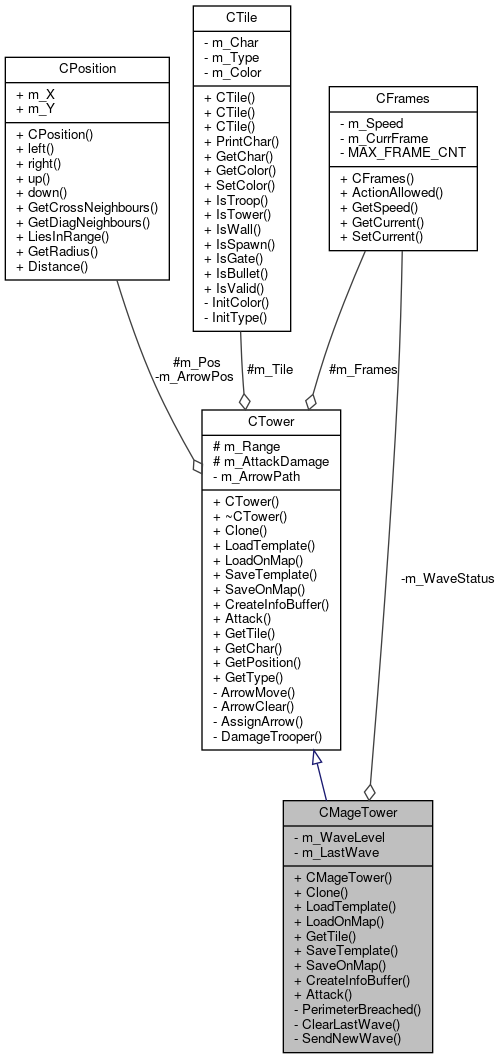 CTile
- m_Char
- m_Type
- m_Color
+ CTile()
+ CTile()
+ CTile()
+ PrintChar()
+ GetChar()
+ GetColor()
+ SetColor()
+ IsTroop()
+ IsTower()
+ IsWall()
+ IsSpawn()
+ IsGate()
+ IsBullet()
+ IsValid()
- InitColor()
- InitType()
CPosition
+ m_X
+ m_Y
+ CPosition()
+ left()
+ right()
+ up()
+ down()
+ GetCrossNeighbours()
+ GetDiagNeighbours()
+ LiesInRange()
+ GetRadius()
+ Distance()
CFrames
- m_Speed
- m_CurrFrame
- MAX_FRAME_CNT
+ CFrames()
+ ActionAllowed()
+ GetSpeed()
+ GetCurrent()
+ SetCurrent()
#m_Pos
-m_ArrowPos
#m_Tile
#m_Frames
CTower
# m_Range
# m_AttackDamage
- m_ArrowPath
+ CTower()
+ ~CTower()
+ Clone()
+ LoadTemplate()
+ LoadOnMap()
+ SaveTemplate()
+ SaveOnMap()
+ CreateInfoBuffer()
+ Attack()
+ GetTile()
+ GetChar()
+ GetPosition()
+ GetType()
- ArrowMove()
- ArrowClear()
- AssignArrow()
- DamageTrooper()
-m_WaveStatus
CMageTower
- m_WaveLevel
- m_LastWave
+ CMageTower()
+ Clone()
+ LoadTemplate()
+ LoadOnMap()
+ GetTile()
+ SaveTemplate()
+ SaveOnMap()
+ CreateInfoBuffer()
+ Attack()
- PerimeterBreached()
- ClearLastWave()
- SendNewWave()